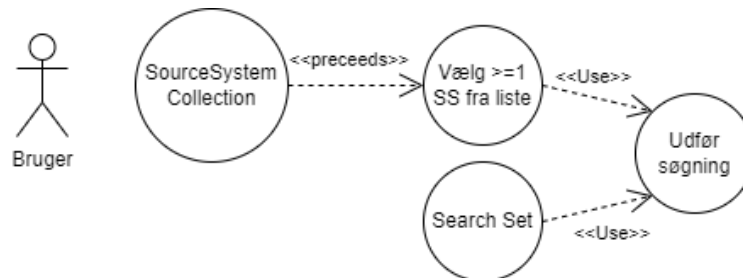 SourceSystem
Collection
<<preceeds>>
Vælg >=1
SS fra liste
<<Use>>
Udfør
søgning
Bruger
Search Set
<<Use>>